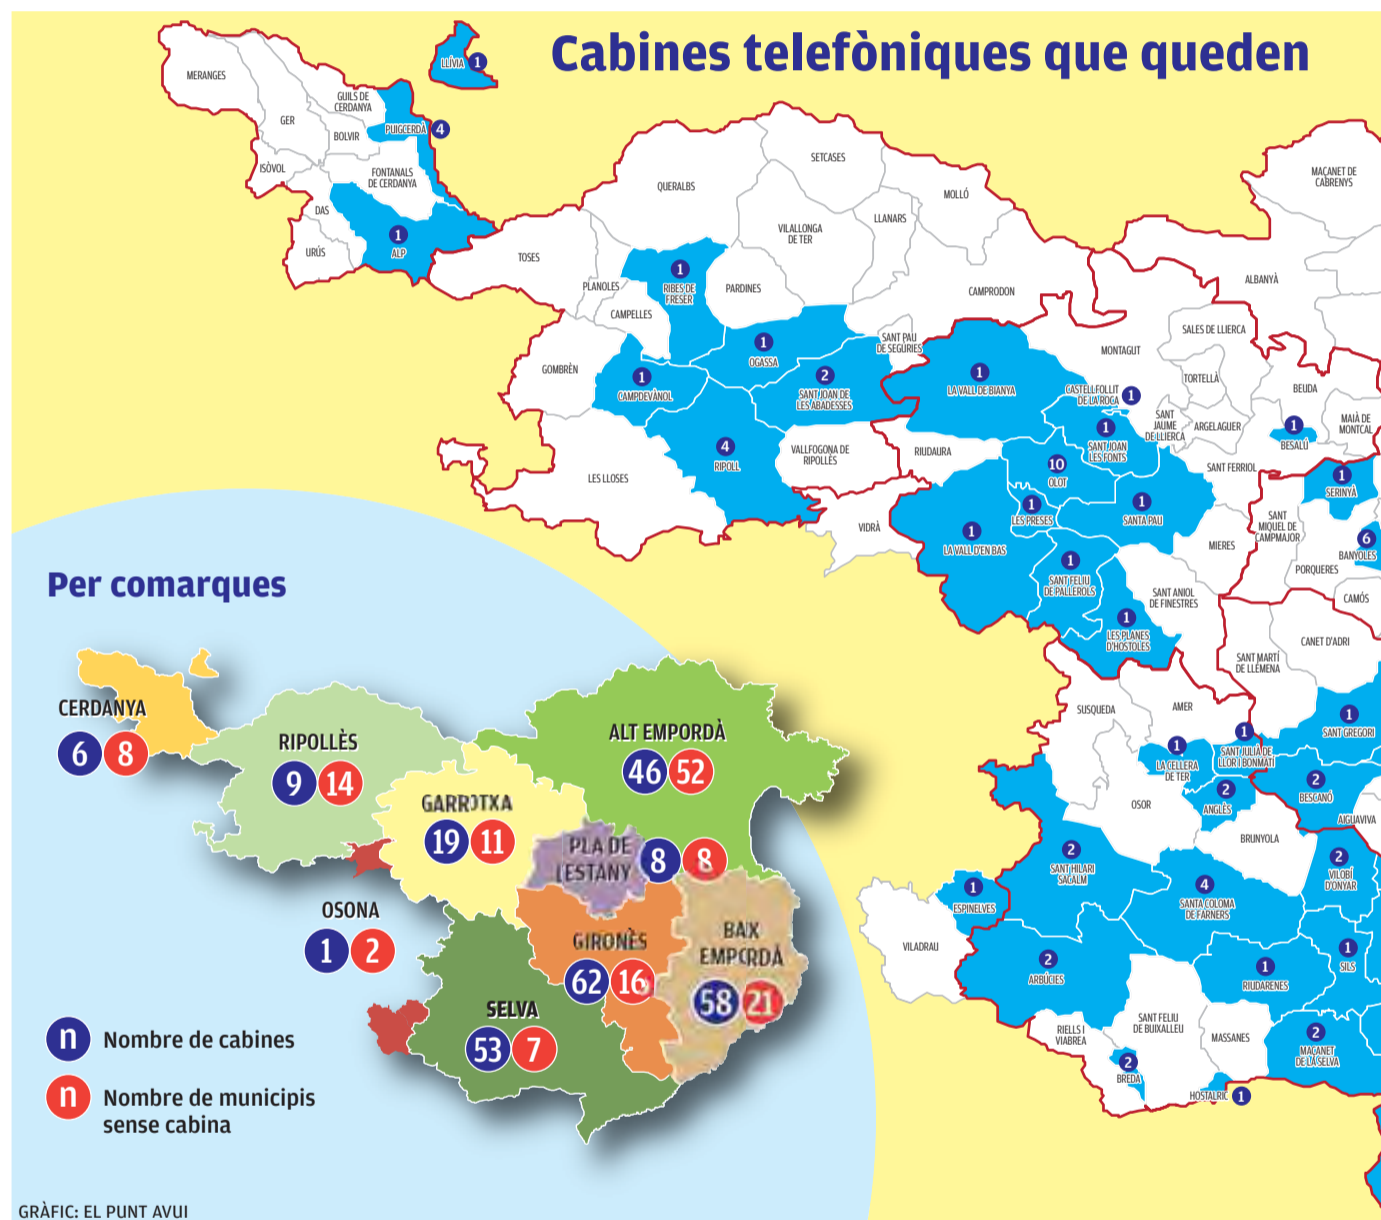 Cabines telefòniques que queden
MERANGES
GER
GUILS DE
CERDANYA
BOLVIR
ISÒVOL
PUIGCERDÀ 4
LLÍVIA 1
FONTANALS
DE CERDANYA
DAS
URÚS
1
ALP
TOSES
QUERALBS
PLANOLES
CAMPELLES
1
RIBES DE
FRESER
PARDINES
SETCASES
VILALLONGA
DE TER
LLANARS
MOLLÓ
CAMPRODON
SANT PAU
DE SEGÚRIES
GOMBRÈN
1
CAMPDEVÀNOL
1
OGASSA
2
SANT JOAN DE
LES ABADESSES
4
RIPOLL
VALLFOGONA DE
RIPOLLÈS
LES LLOSES
VIDRÀ
RIUDAURA
1
LA VALL DE BIANYA
MONTAGUT
CASTELLFOLLIT
DE LA ROCA 1
1
SANT JOAN
LES FONTS
10
OLOT
1
LES PRESES
1
SANTA PAU
1
LA VALL D'EN BAS
1
SANT FELIU
DE PALLEROLS
1
LES PLANES
D'HOSTOLES
SANT ANIOL
DE FINESTRES
MIERES
SANT FERRIOL
SANT
JAUME
DE LLIERCA
ARGELAGUER
TORTELLÀ
SALES DE LLIERCA
BEUDA
1
BESALÚ
MAIÀ DE
MONTCAL
ALBANYÀ
MAÇANET DE
CABRENYS
1
SERINYÀ
SANT
MIQUEL DE
CAMPMAJOR
6
BANYOLES
PORQUERES
CAMÓS
CANET D'ADRI
SANT MARTÍ
DE LLÉMENA
1
SANT GREGORI
SUSQUEDA
AMER
1
LA CELLERA
DE TER
1
SANT JULIÀ DE
LLOR I BONMATÍ
2
ANGLÈS
2
BESCANÓ
AIGUAVIVA
OSOR
BRUNYOLA
2
SANT HILARI
SACALM
4
SANTA COLOMA
DE FARNERS
2
VILOBÍ
D'ONYAR
1
ESPINELVES
VILADRAU
2
ARBÚCIES
1
RIUDARENES
1
SILS
RIELLS I
VIABREA
SANT FELIU
DE BUIXALLEU
MASSANES
2
MAÇANET
DE LA SELVA
2
BREDA
HOSTALRIC 1
Per comarques
CERDANYA
6 8
RIPOLLÈS
9 14
GARROTXA
19 11
ALT EMPORDÀ
46 52
PLA DE
L'ESTANY
8 8
OSONA
1 2
GIRONÈS
62 16
BAX
EMPORDÀ
58 21
SELVA
53 7
n Nombre de cabines
n Nombre de municipis
sense cabina
GRÀFIC: EL PUNT AVUI